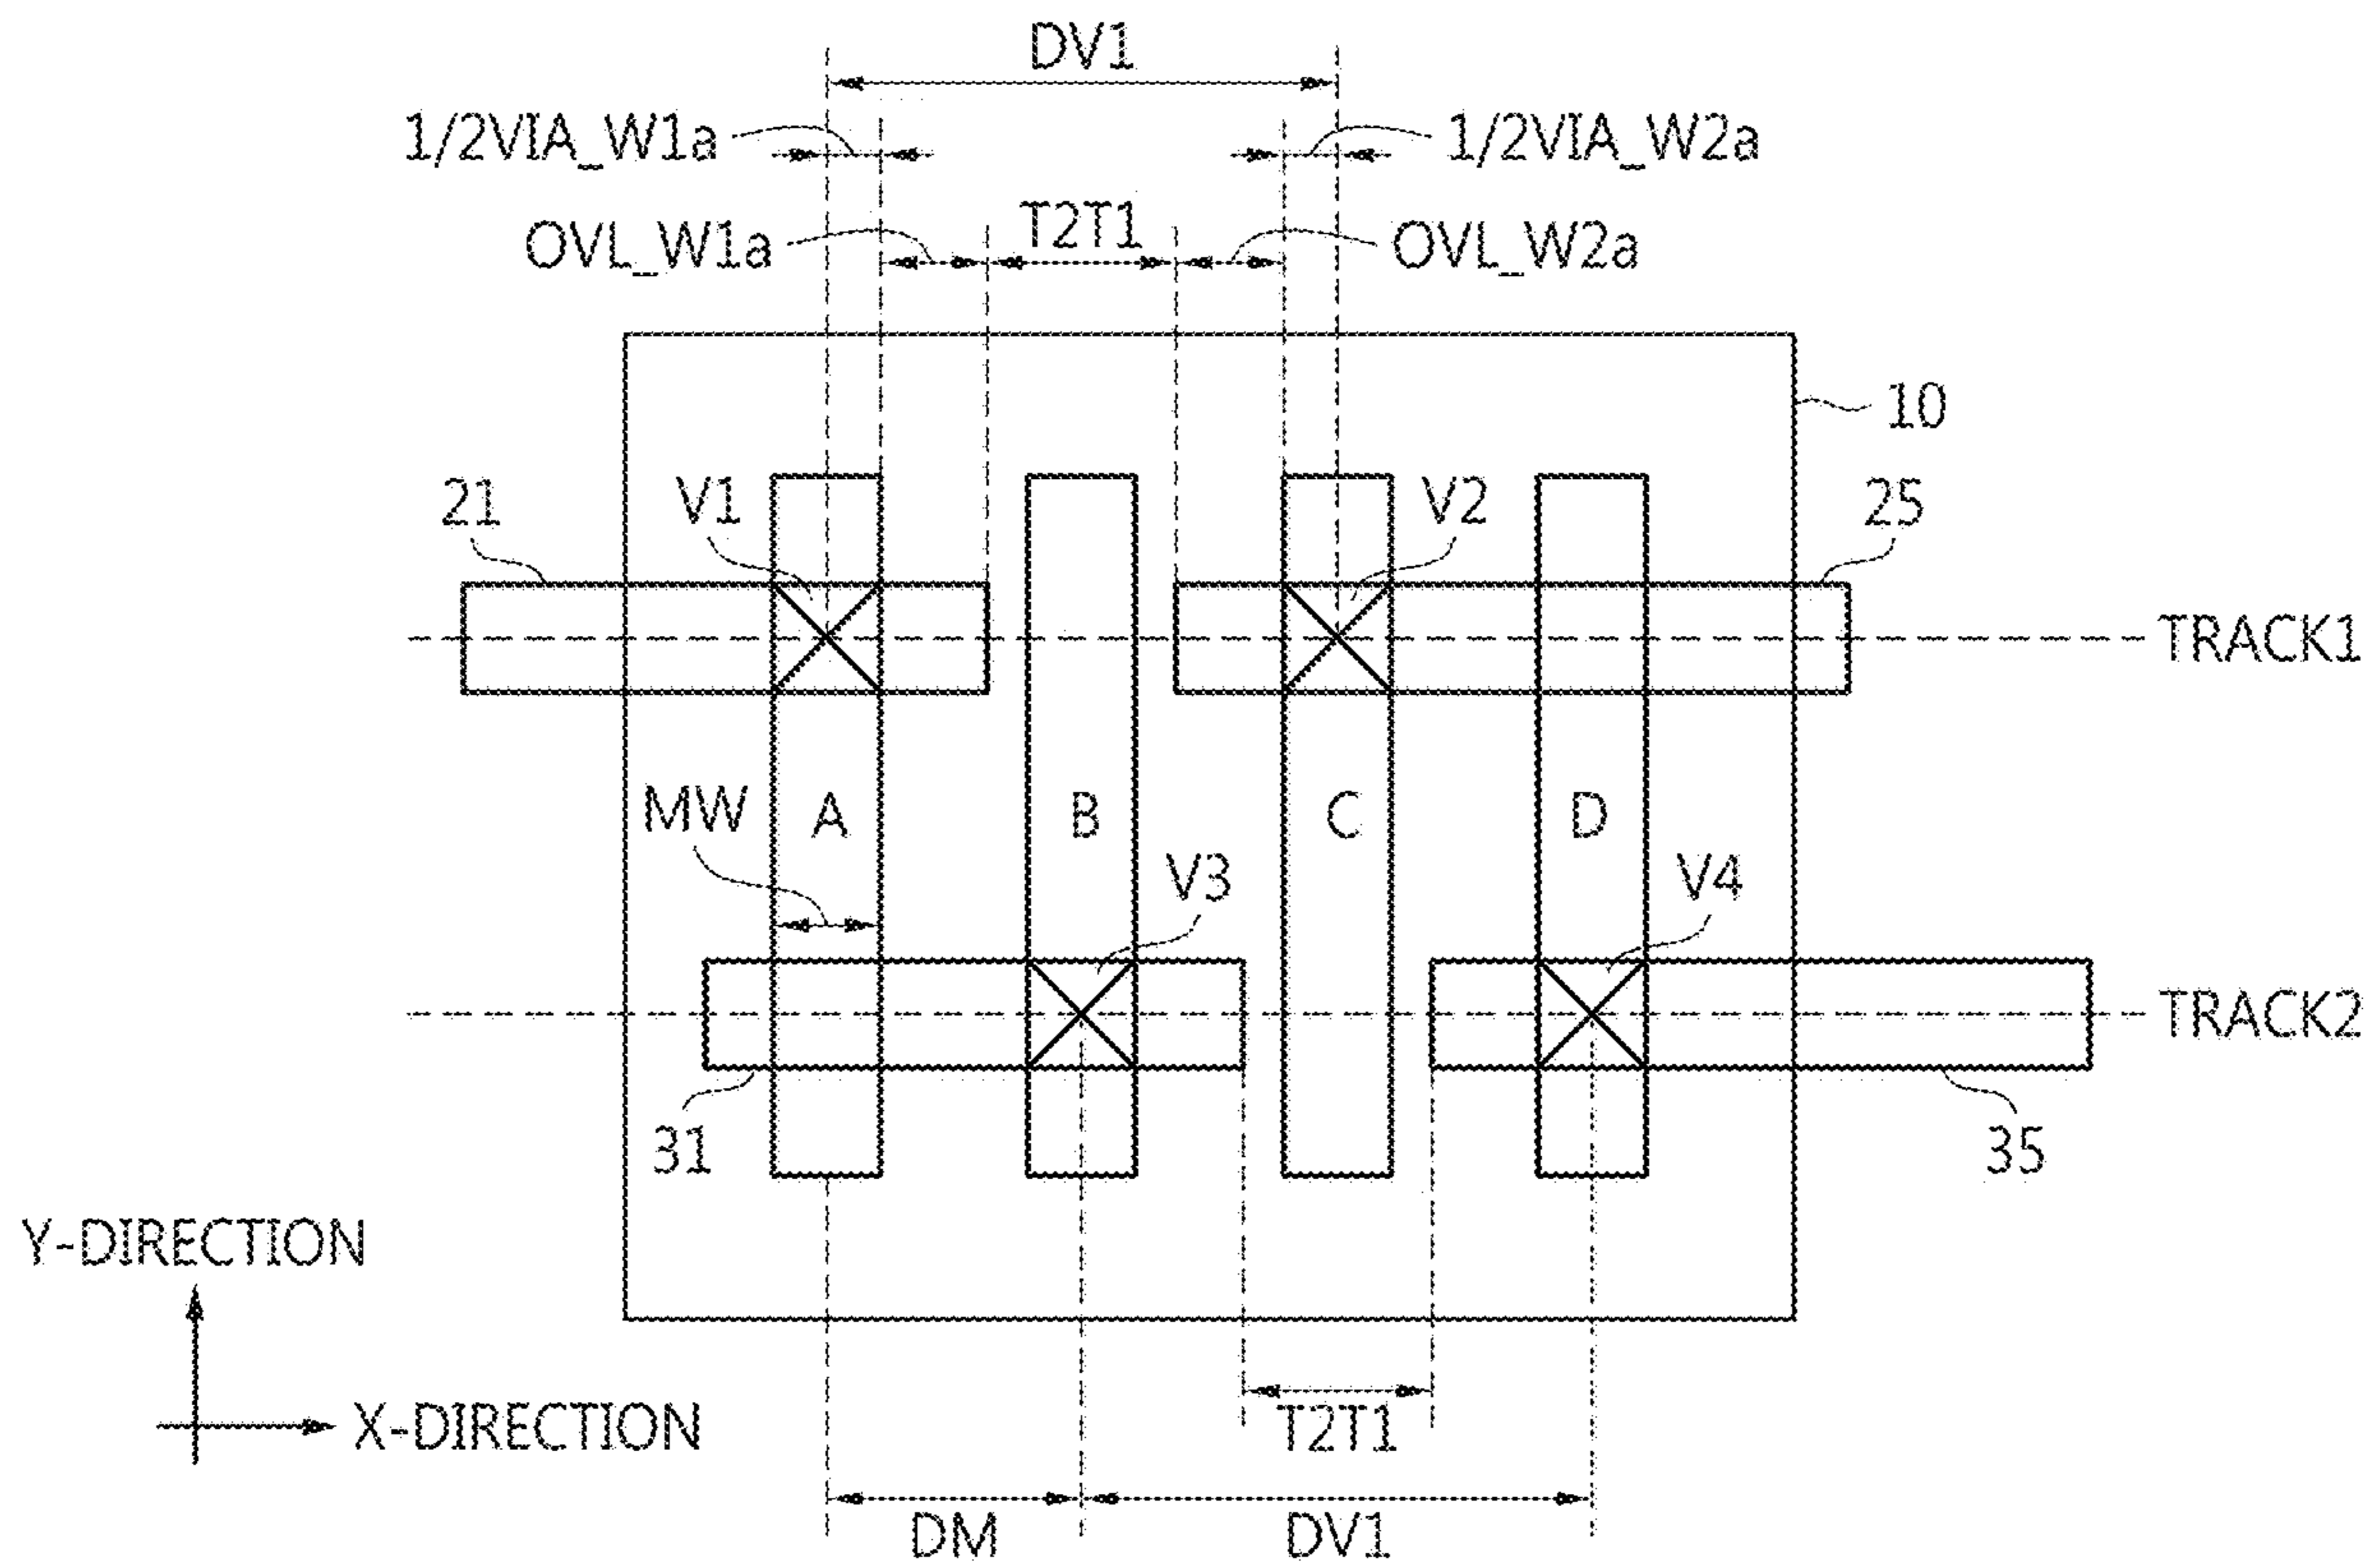 DV1
1/2VIA_W1a
1/2VIA_W2a
OVL_W1a
T2T1
OVL_W2a
10
21
V1
V2
25
TRACK1
MW
A
B
C
D
V3
V4
TRACK2
31
35
Y-DIRECTION
X-DIRECTION
T2T1
DM
DV1